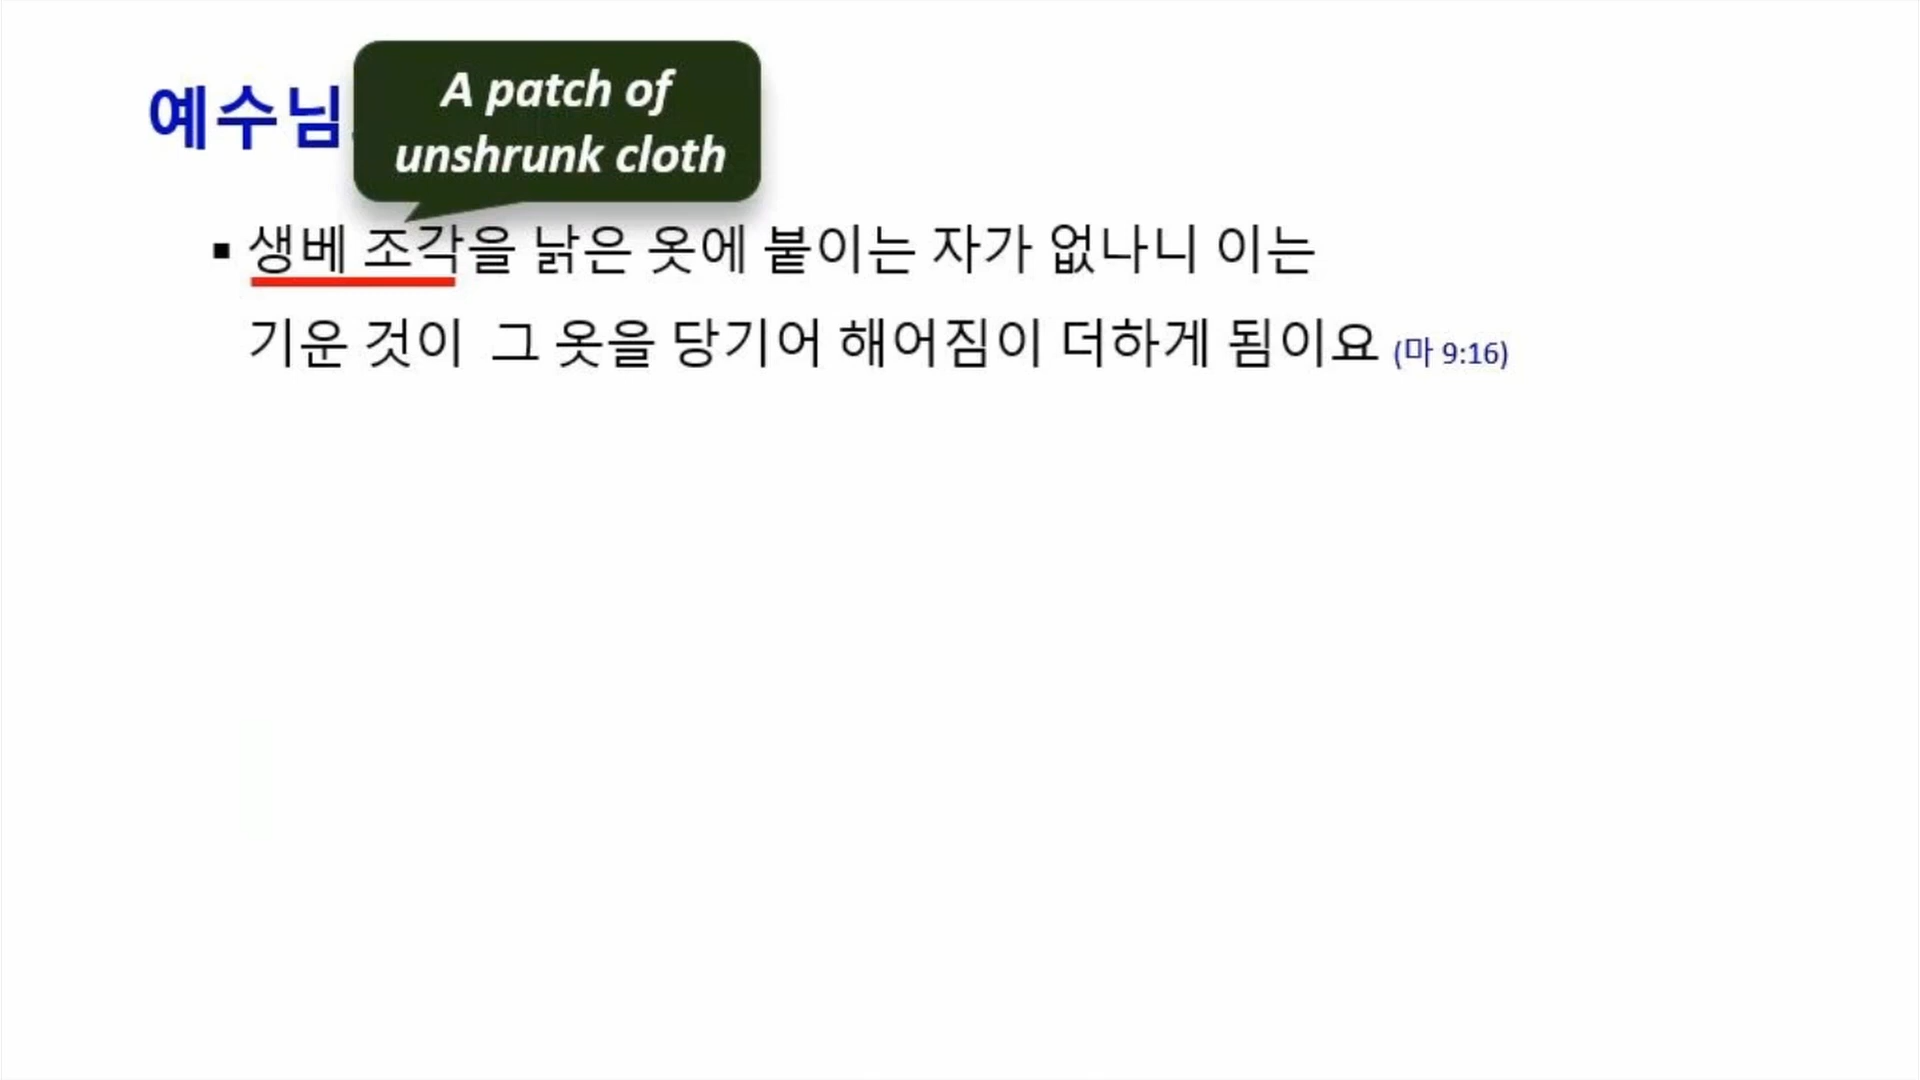 A patch of
unshrunk cloth
예수님
▪ 생베 조각을 낡은 옷에 붙이는 자가 없나니 이는
기운 것이 그 옷을 당기어 해어짐이 더하게 됨이요 (마 9:16)